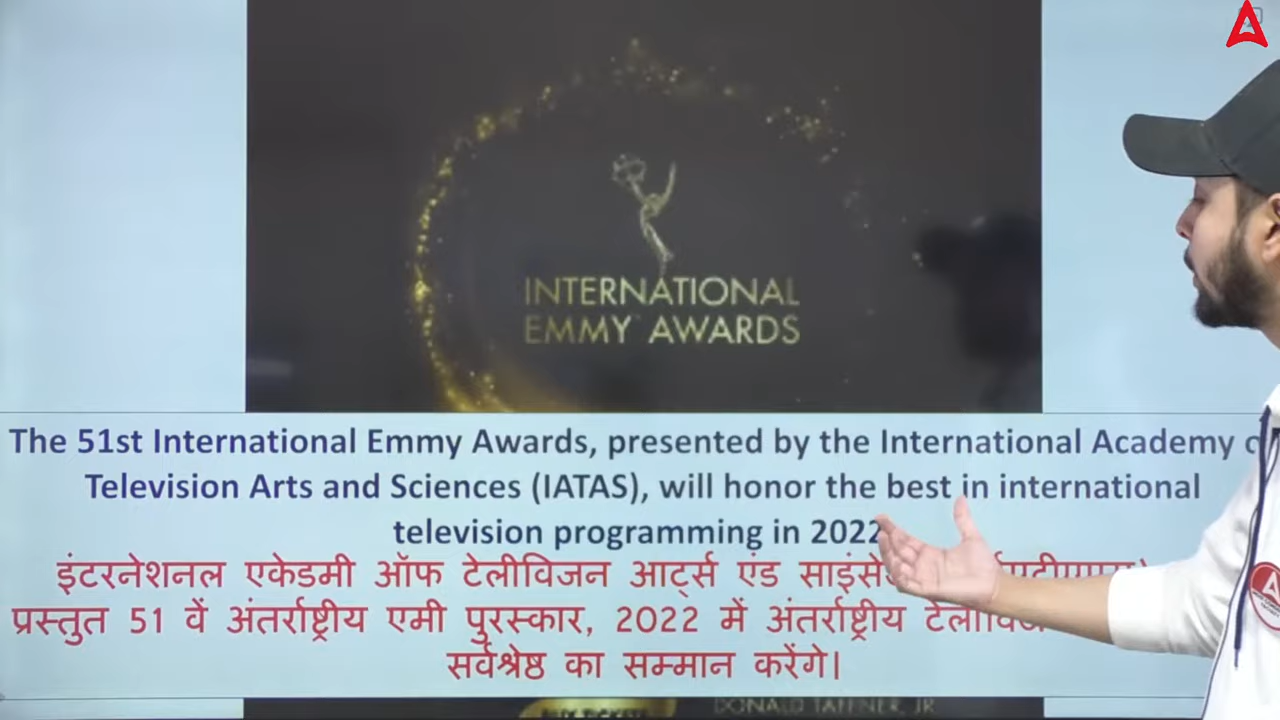 INTERNATIONAL
EMMY AWARDS
The 51st International Emmy Awards, presented by the International Academy
Television Arts and Sciences (IATAS), will honor the best in international
television programming in 2022
इंटरनेशनल एकेडमी ऑफ टेलीविजन आर्ट्स एंड
प्रस्तुत 51 वें अंतर्राष्ट्रीय एमी पुरस्कार, 2022 में अंतर्राष्ट्रीय
सर्वश्रेष्ठ का सम्मान करेंगे।
DONALD TAFFNER, JR